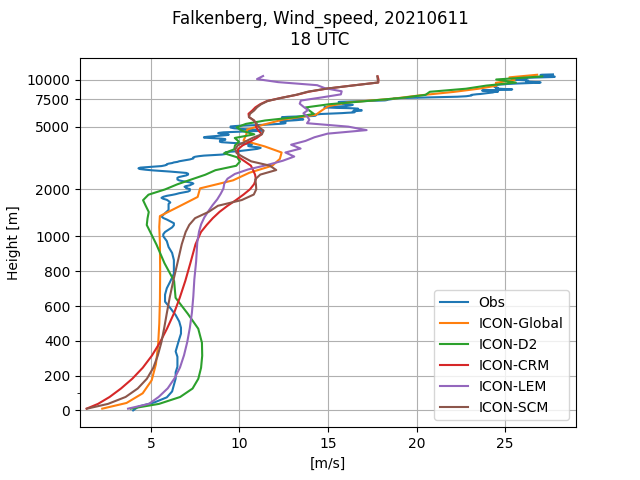 Falkenberg, Wind_speed, 20210611
18 UTC
10000
7500
5000
2000
1000
800
600
400
200
0
Height [m]
5 10 15 20 25
[m/s]
Obs
ICON-Global
ICON-D2
ICON-CRM
ICON-LEM
ICON-SCM